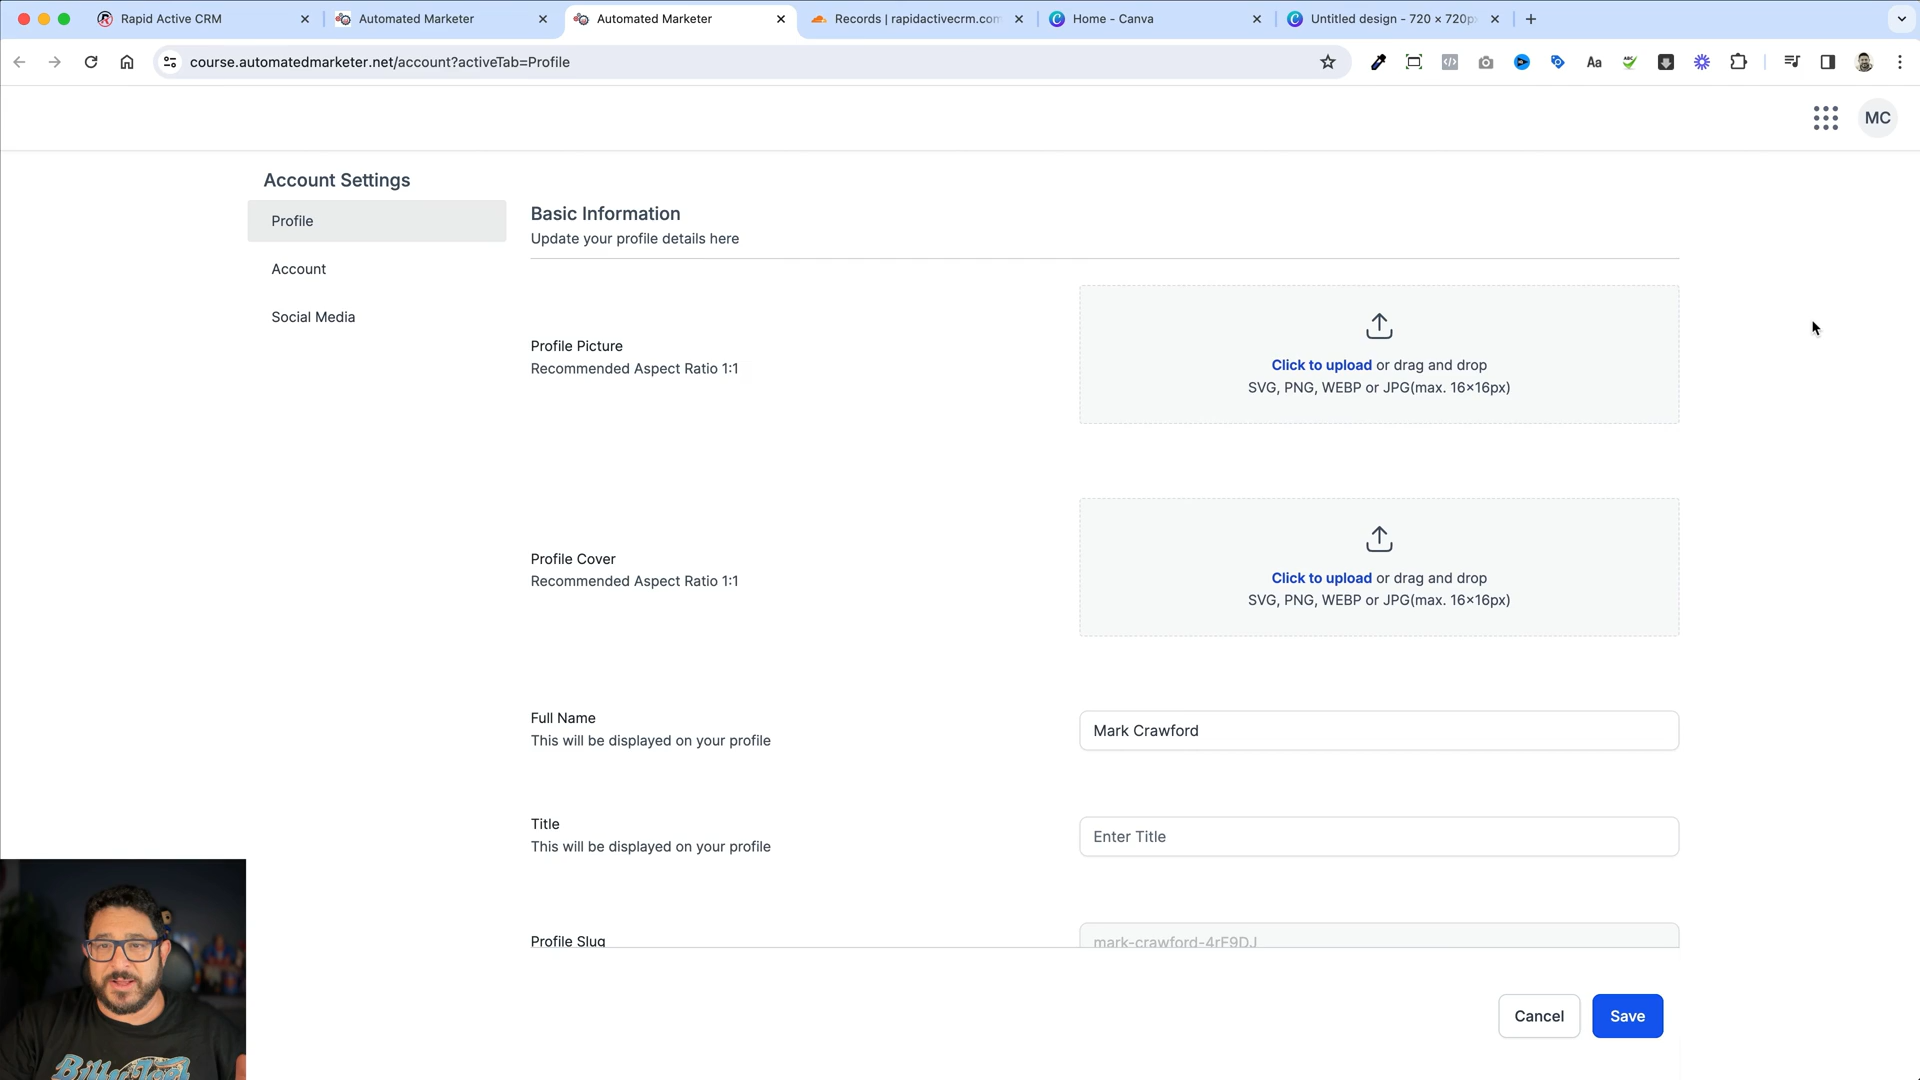 Rapid Active CRM
Automated Marketer
Automated Marketer
Records | rapidactivecrm.com
Home - Canva
Untitled design - 720 × 720p
course.automatedmarketer.net/account?activeTab=Profile
Aa
MC
Account Settings
Profile
Account
Social Media
Basic Information
Update your profile details here
Profile Picture
Recommended Aspect Ratio 1:1
Click to upload or drag and drop
SVG, PNG, WEBP or JPG(max. 16×16px)
Profile Cover
Recommended Aspect Ratio 1:1
Click to upload or drag and drop
SVG, PNG, WEBP or JPG(max. 16×16px)
Full Name
This will be displayed on your profile
Mark Crawford
Title
This will be displayed on your profile
Enter Title
Profile Slug
mark-crawford-4rF9DJ
Cancel
Save